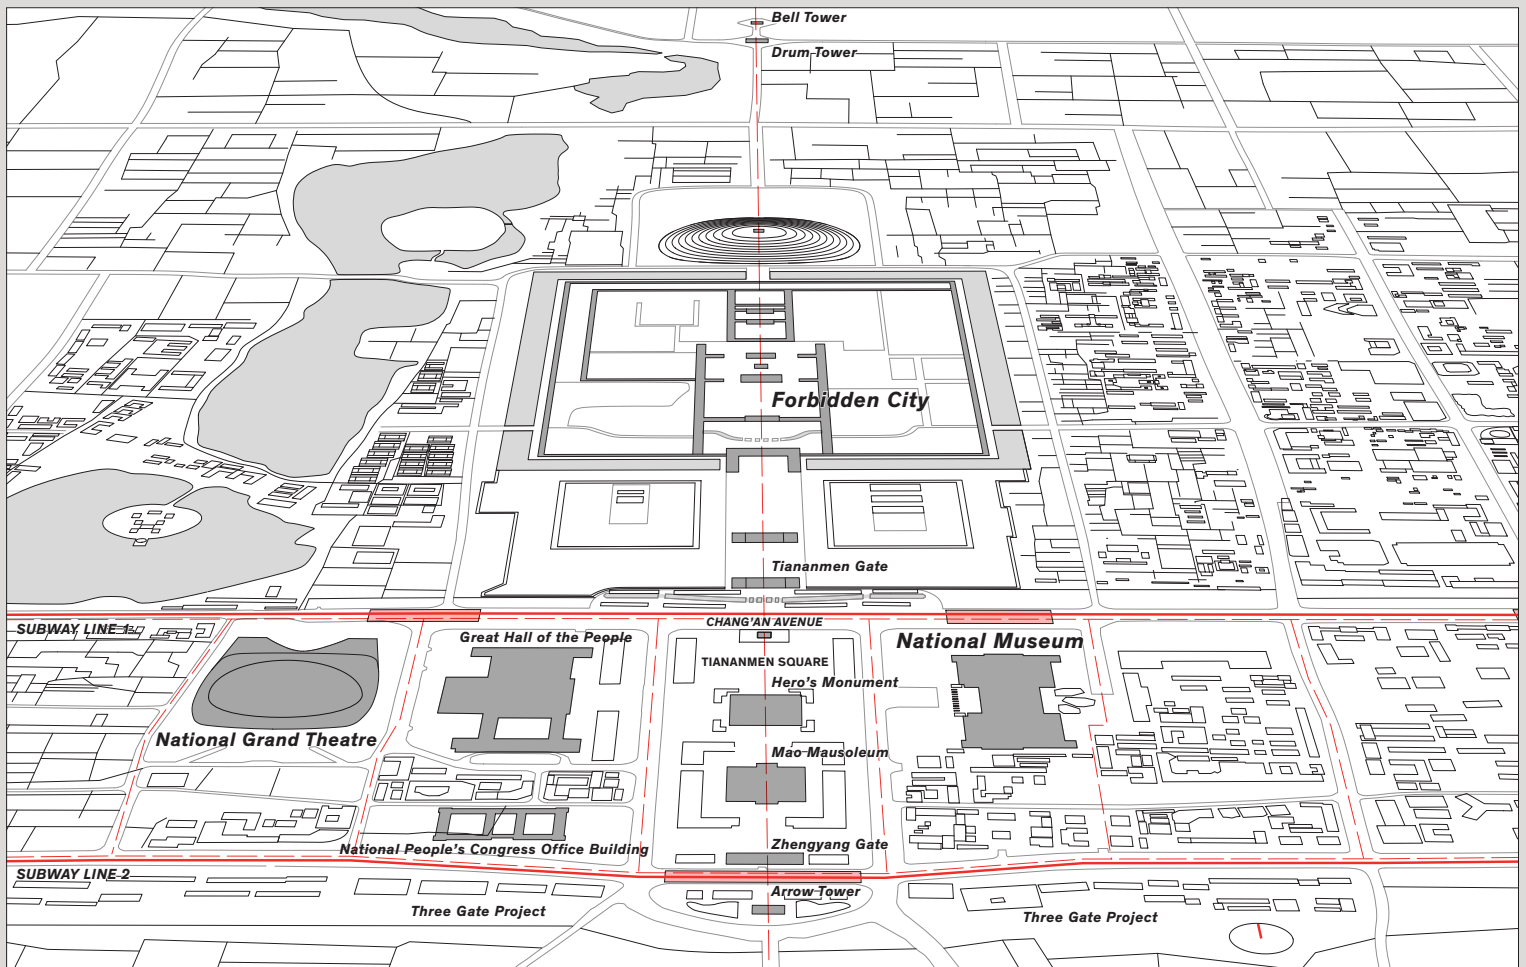 Bell Tower
Drum Tower
Forbidden City
Tiananmen Gate
SUBWAY LINE 1
CHANG'AN AVENUE
Great Hall of the People
National Museum
TIANANMEN SQUARE
Hero's Monument
National Grand Theatre
Mao Mausoleum
National People's Congress Office Building
Zhengyang Gate
SUBWAY LINE 2
Arrow Tower
Three Gate Project
Three Gate Project